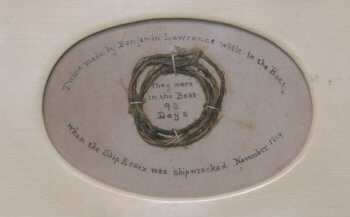 Twine made by Benjamin Lawrence while in the Boat,
They were
in the Boat
93
Days
when the Ship Essex was shipwrecked November 1819